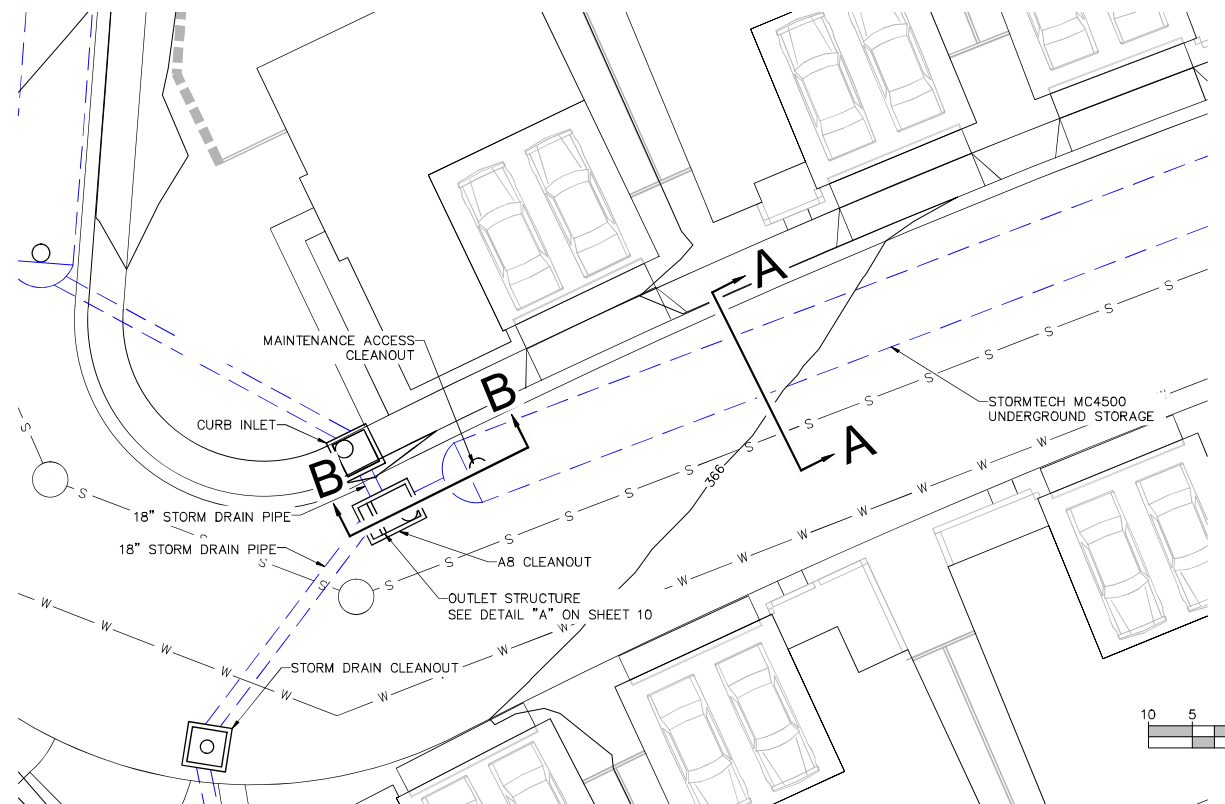 A
MAINTENANCE ACCESS
CLEANOUT
B
STORMTECH MC4500
UNDERGROUND STORAGE
CURB INLET
A
B
366
18" STORM DRAIN PIPE
18" STORM DRAIN PIPE
A8 CLEANOUT
OUTLET STRUCTURE
SEE DETAIL "A" ON SHEET 10
STORM DRAIN CLEANOUT
10 5
S S S S S S S S S S S S S S S S
W W W W W W W W W W W W W W